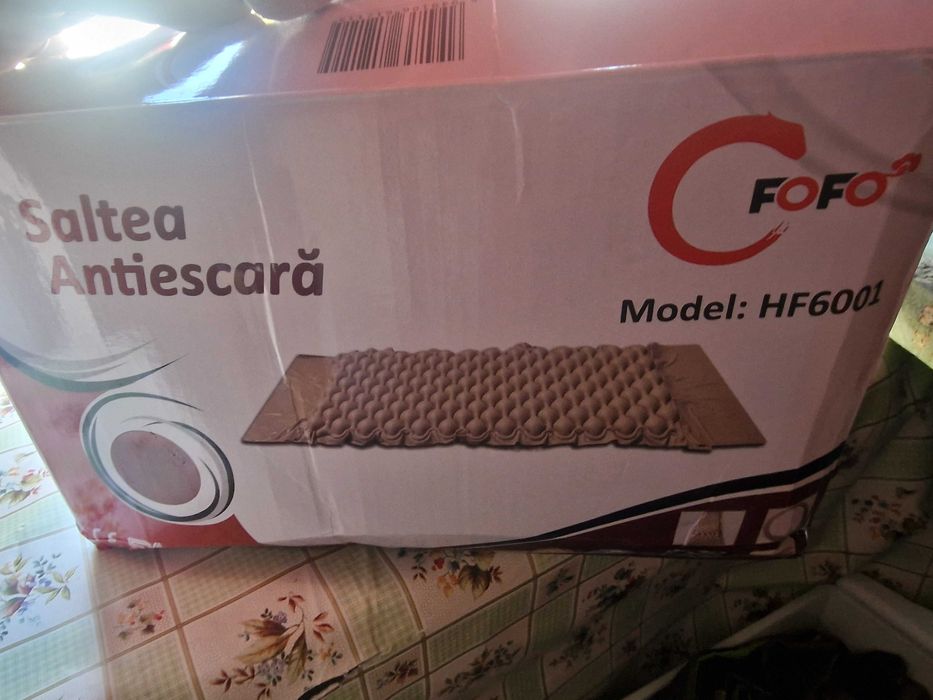 Saltea
Antiescară
FOFO
Model: HF6001